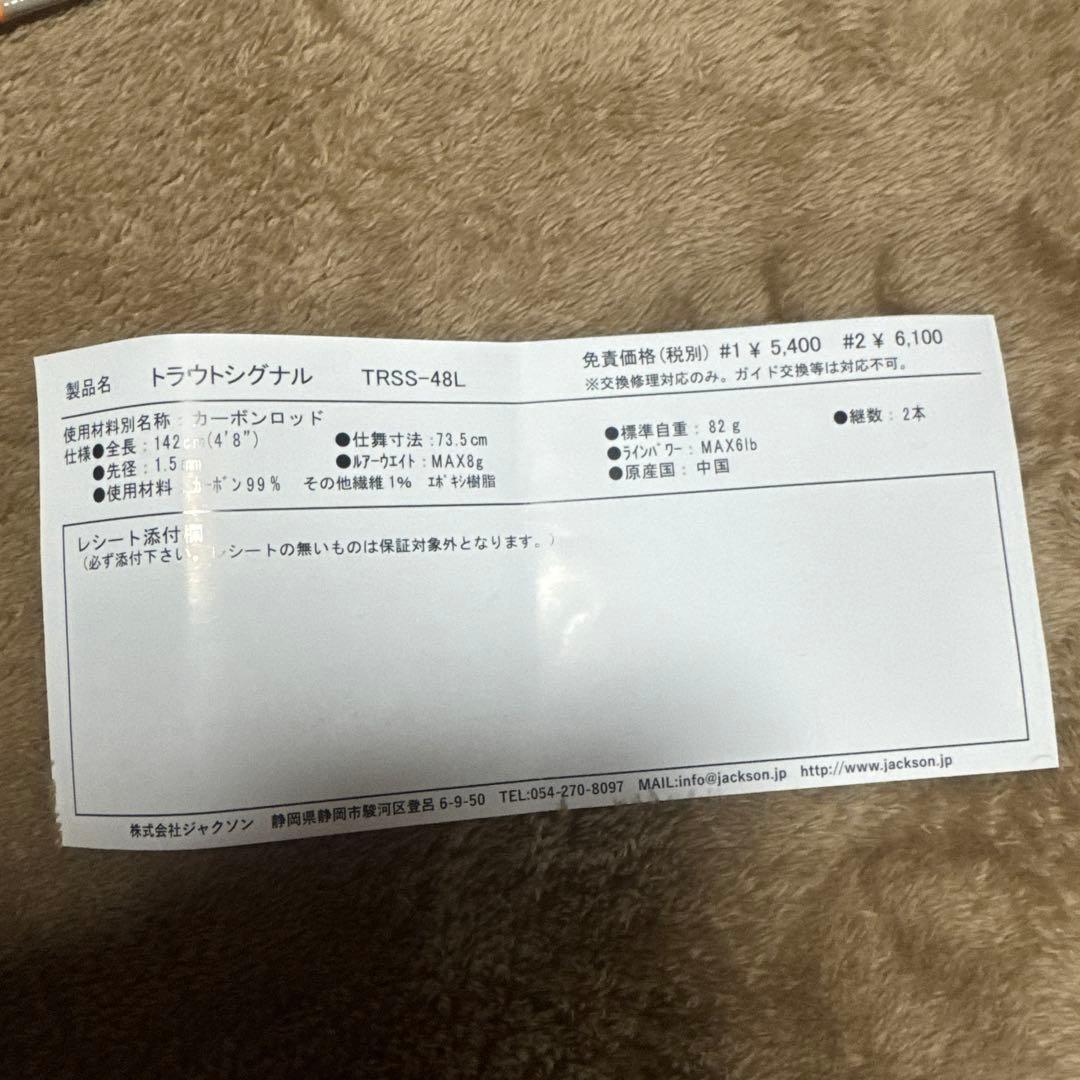 製品名 トラウトシグナル TRSS-48L 免責価格(税別) #1 ¥ 5,400 #2 ¥ 6,100
※交換修理対応のみ。ガイド交換等は対応不可。
使用材料別名称:カーボンロッド
仕様●全長:142cm(4'8") ●仕舞寸法:73.5cm ●標準自重:82g ●継数:2本
●先径:1.5mm ●ルアーウエイト:MAX8g ●ラインパワー:MAX6lb
●使用材料:カーボン99% その他繊維1% エポキシ樹脂 ●原産国:中国
レシート添付欄
(必ず添付下さい。レシートの無いものは保証対象外となります。)
株式会社ジャクソン 静岡県静岡市駿河区登呂6-9-50 TEL:054-270-8097 MAIL:info@jackson.jp http://www.jackson.jp